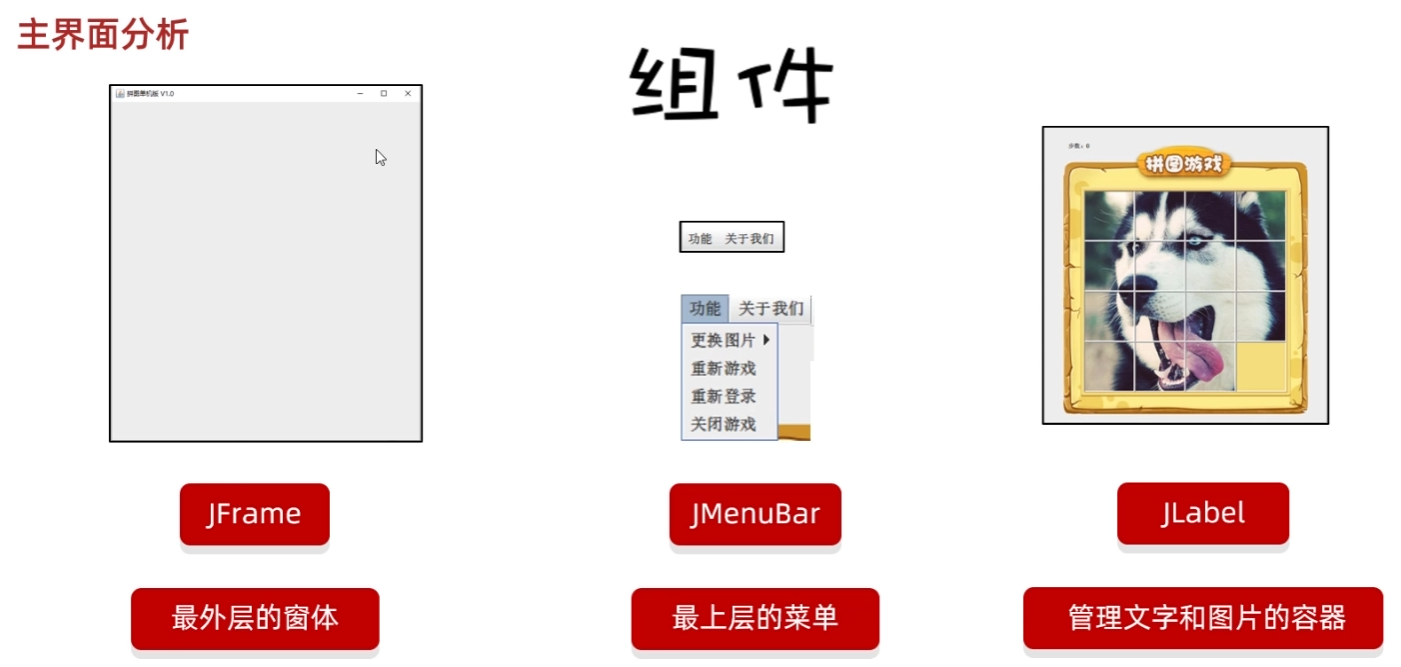 主界面分析
组件
拼图单机版 V1.0
步数：0
拼图游戏
功能 关于我们
功能 关于我们
更换图片
重新游戏
重新登录
关闭游戏
JFrame
JMenuBar
JLabel
最外层的窗体
最上层的菜单
管理文字和图片的容器